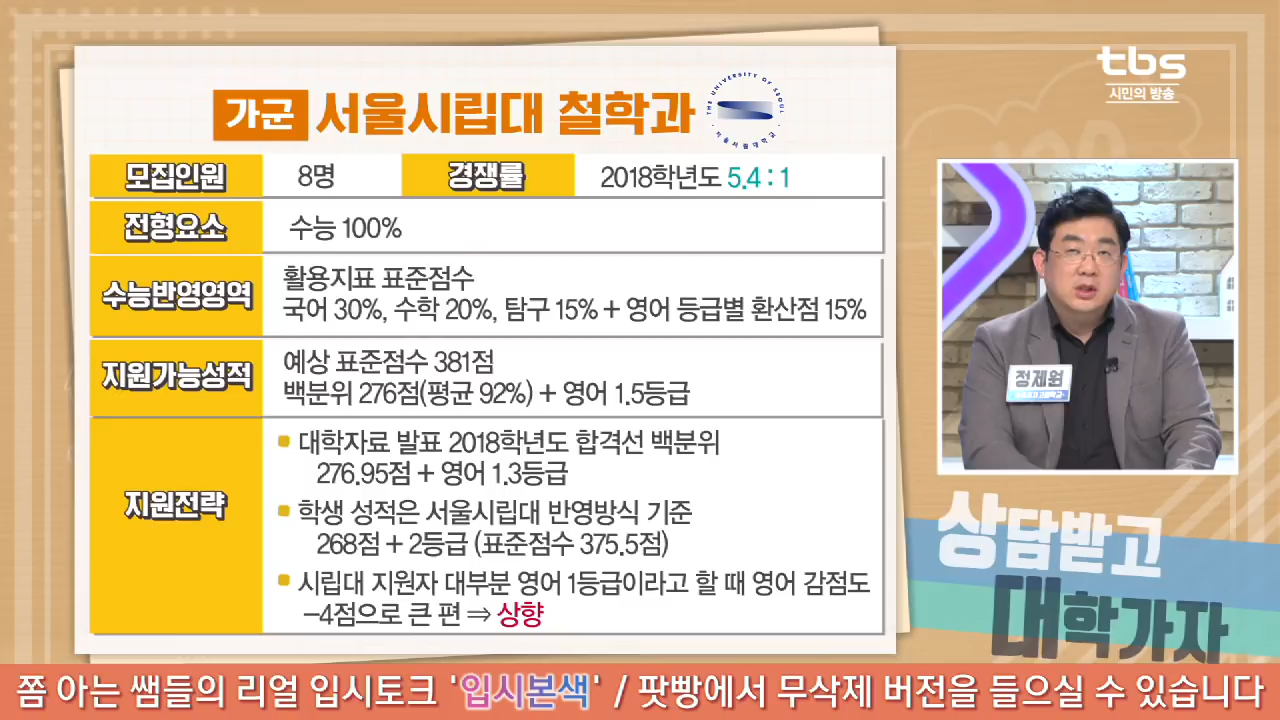 tbs
시민의 방송
가군 서울시립대 철학과
THE UNIVERSITY OF SEOUL
서울시립대학교
모집인원 8명 경쟁률 2018학년도 5.4 : 1
전형요소 수능 100%
수능반영영역 활용지표 표준점수
국어 30%, 수학 20%, 탐구 15% + 영어 등급별 환산점 15%
지원가능성적 예상 표준점수 381점
백분위 276점(평균 92%) + 영어 1.5등급
지원전략
대학자료 발표 2018학년도 합격선 백분위
276.95점 + 영어 1.3등급
학생 성적은 서울시립대 반영방식 기준
268점 + 2등급 (표준점수 375.5점)
시립대 지원자 대부분 영어 1등급이라고 할 때 영어 감점도
-4점으로 큰 편 ⇒ 상향
정제원
상담받고
대학가자
쫌 아는 쌤들의 리얼 입시토크 '입시본색' / 팟빵에서 무삭제 버전을 들으실 수 있습니다